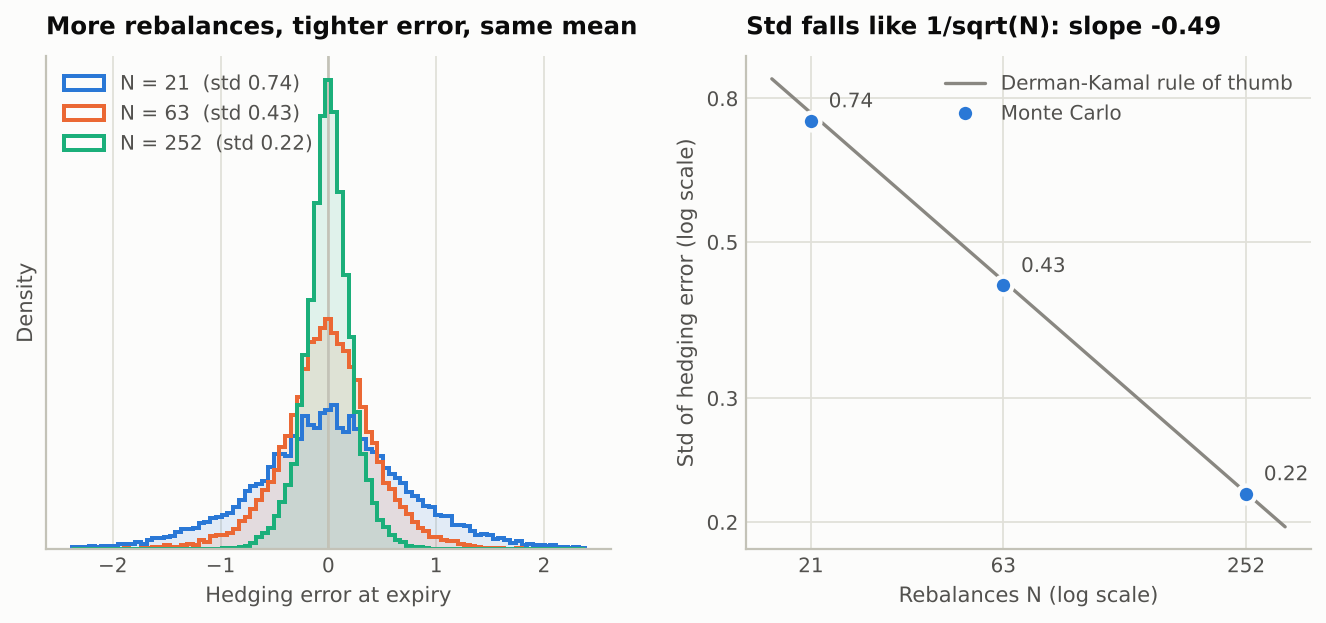 More rebalances, tighter error, same mean
N = 21 (std 0.74)
N = 63 (std 0.43)
N = 252 (std 0.22)
Density
−2
−1
0
1
2
Hedging error at expiry
Std falls like 1/sqrt(N): slope -0.49
Derman-Kamal rule of thumb
Monte Carlo
0.74
0.43
0.22
Std of hedging error (log scale)
0.8
0.5
0.3
0.2
21
63
252
Rebalances N (log scale)